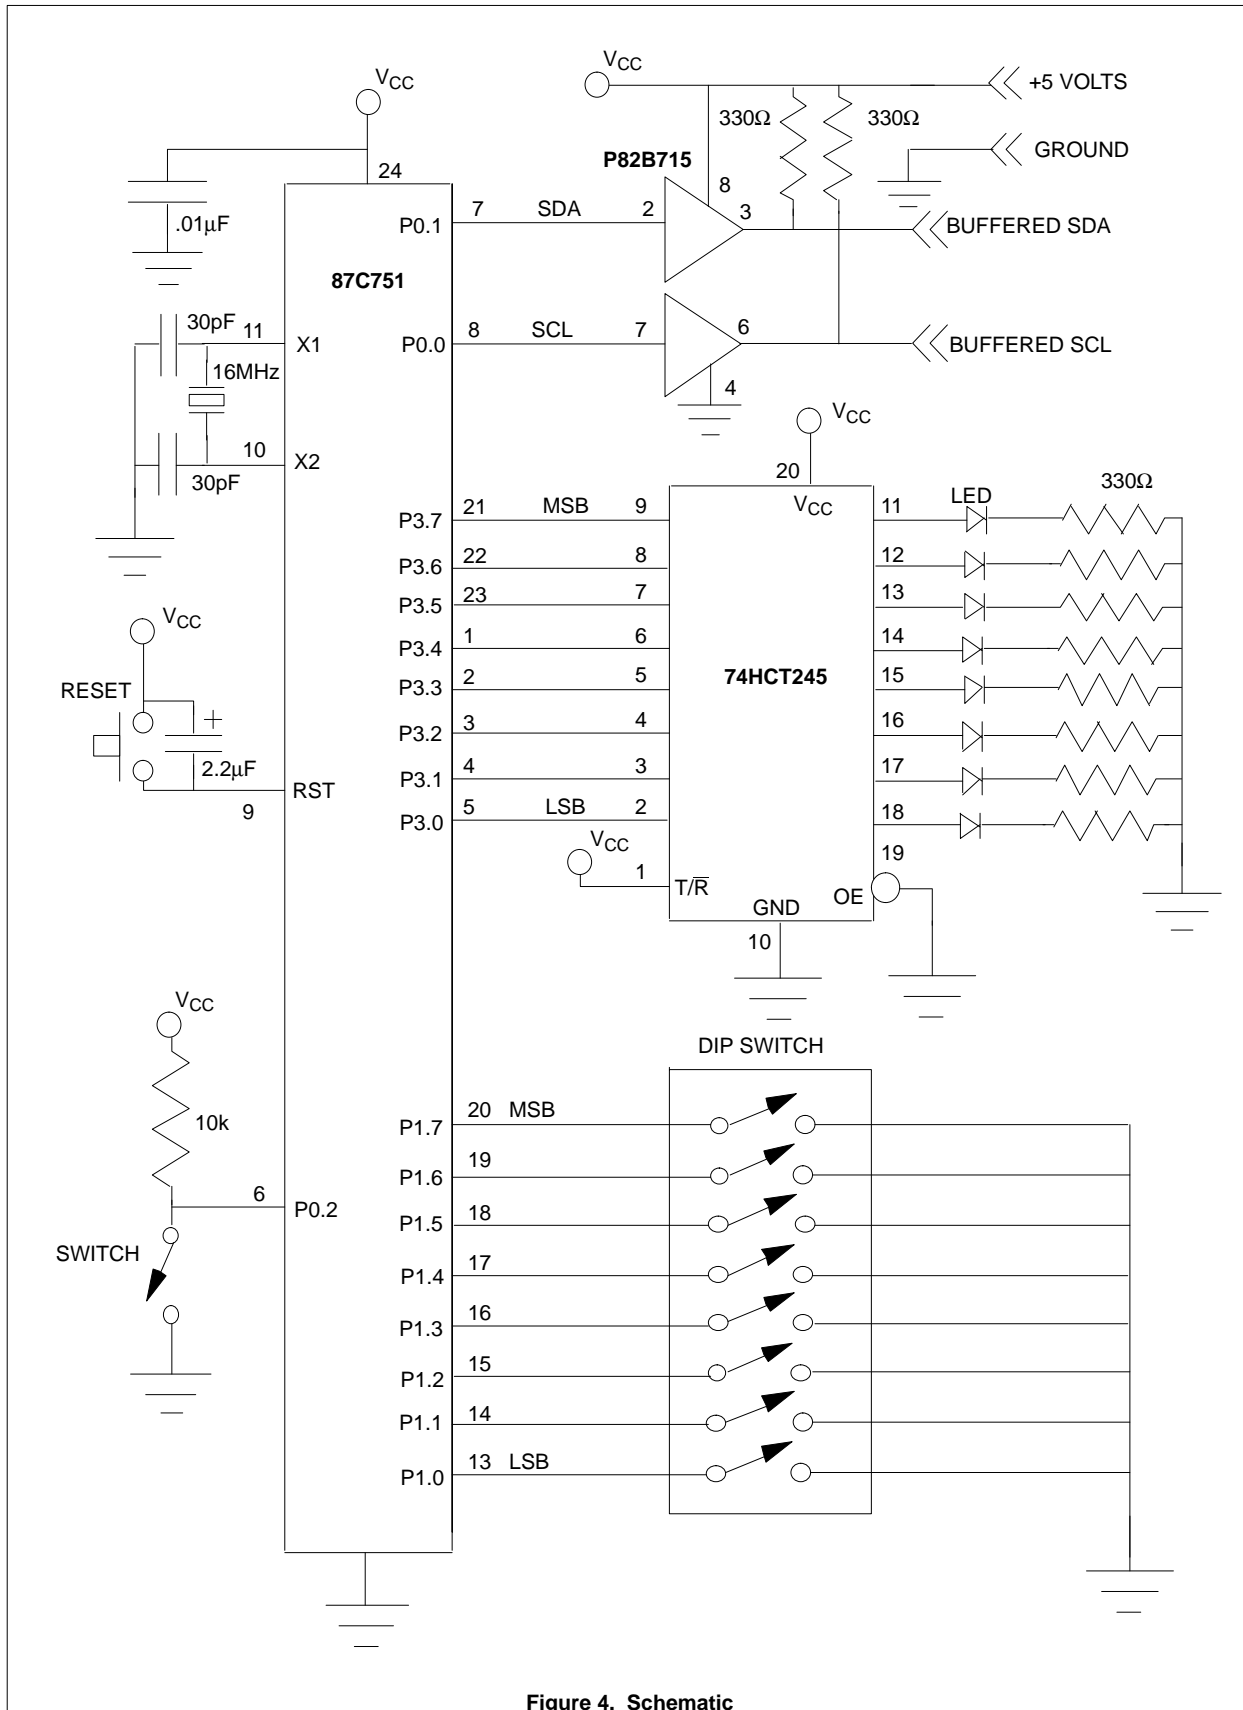 VCC
+5 VOLTS
VCC
330Ω 330Ω
GROUND
P82B715
24
8
.01µF
P0.1 7 SDA 2 3 BUFFERED SDA
87C751
30pF
11 X1
P0.0 8 SCL 7 6 BUFFERED SCL
16MHz
4
VCC
10 X2
30pF
20
VCC
LED 330Ω
P3.7 21 MSB 9 11
P3.6 22 8 12
P3.5 23 7 13
VCC
P3.4 1 6 14
P3.3 2 5 15
74HCT245
RESET
+
P3.2 3 4 16
2.2µF
P3.1 4 3 17
9 RST
P3.0 5 LSB 2 18
VCC
19
1 T/R̅
OE
GND
10
VCC
DIP SWITCH
10k
P1.7 20 MSB
P1.6 19
6 P0.2
P1.5 18
SWITCH
P1.4 17
P1.3 16
P1.2 15
P1.1 14
P1.0 13 LSB
Figure 4. Schematic